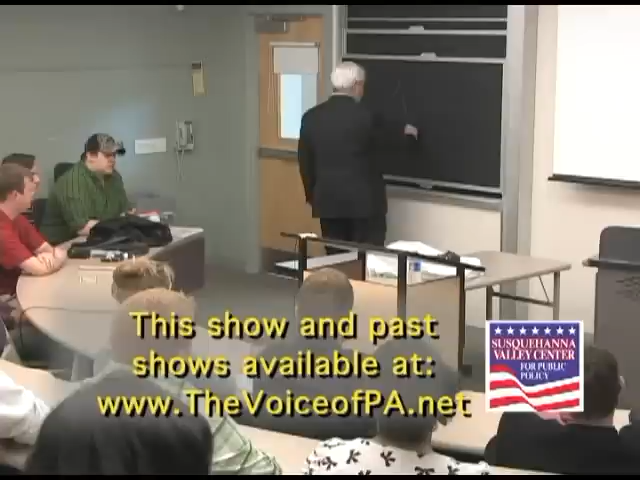 This show and past
shows available at:
www.TheVoiceofPA.net
SUSQUEHANNA
VALLEY CENTER
FOR PUBLIC
POLICY